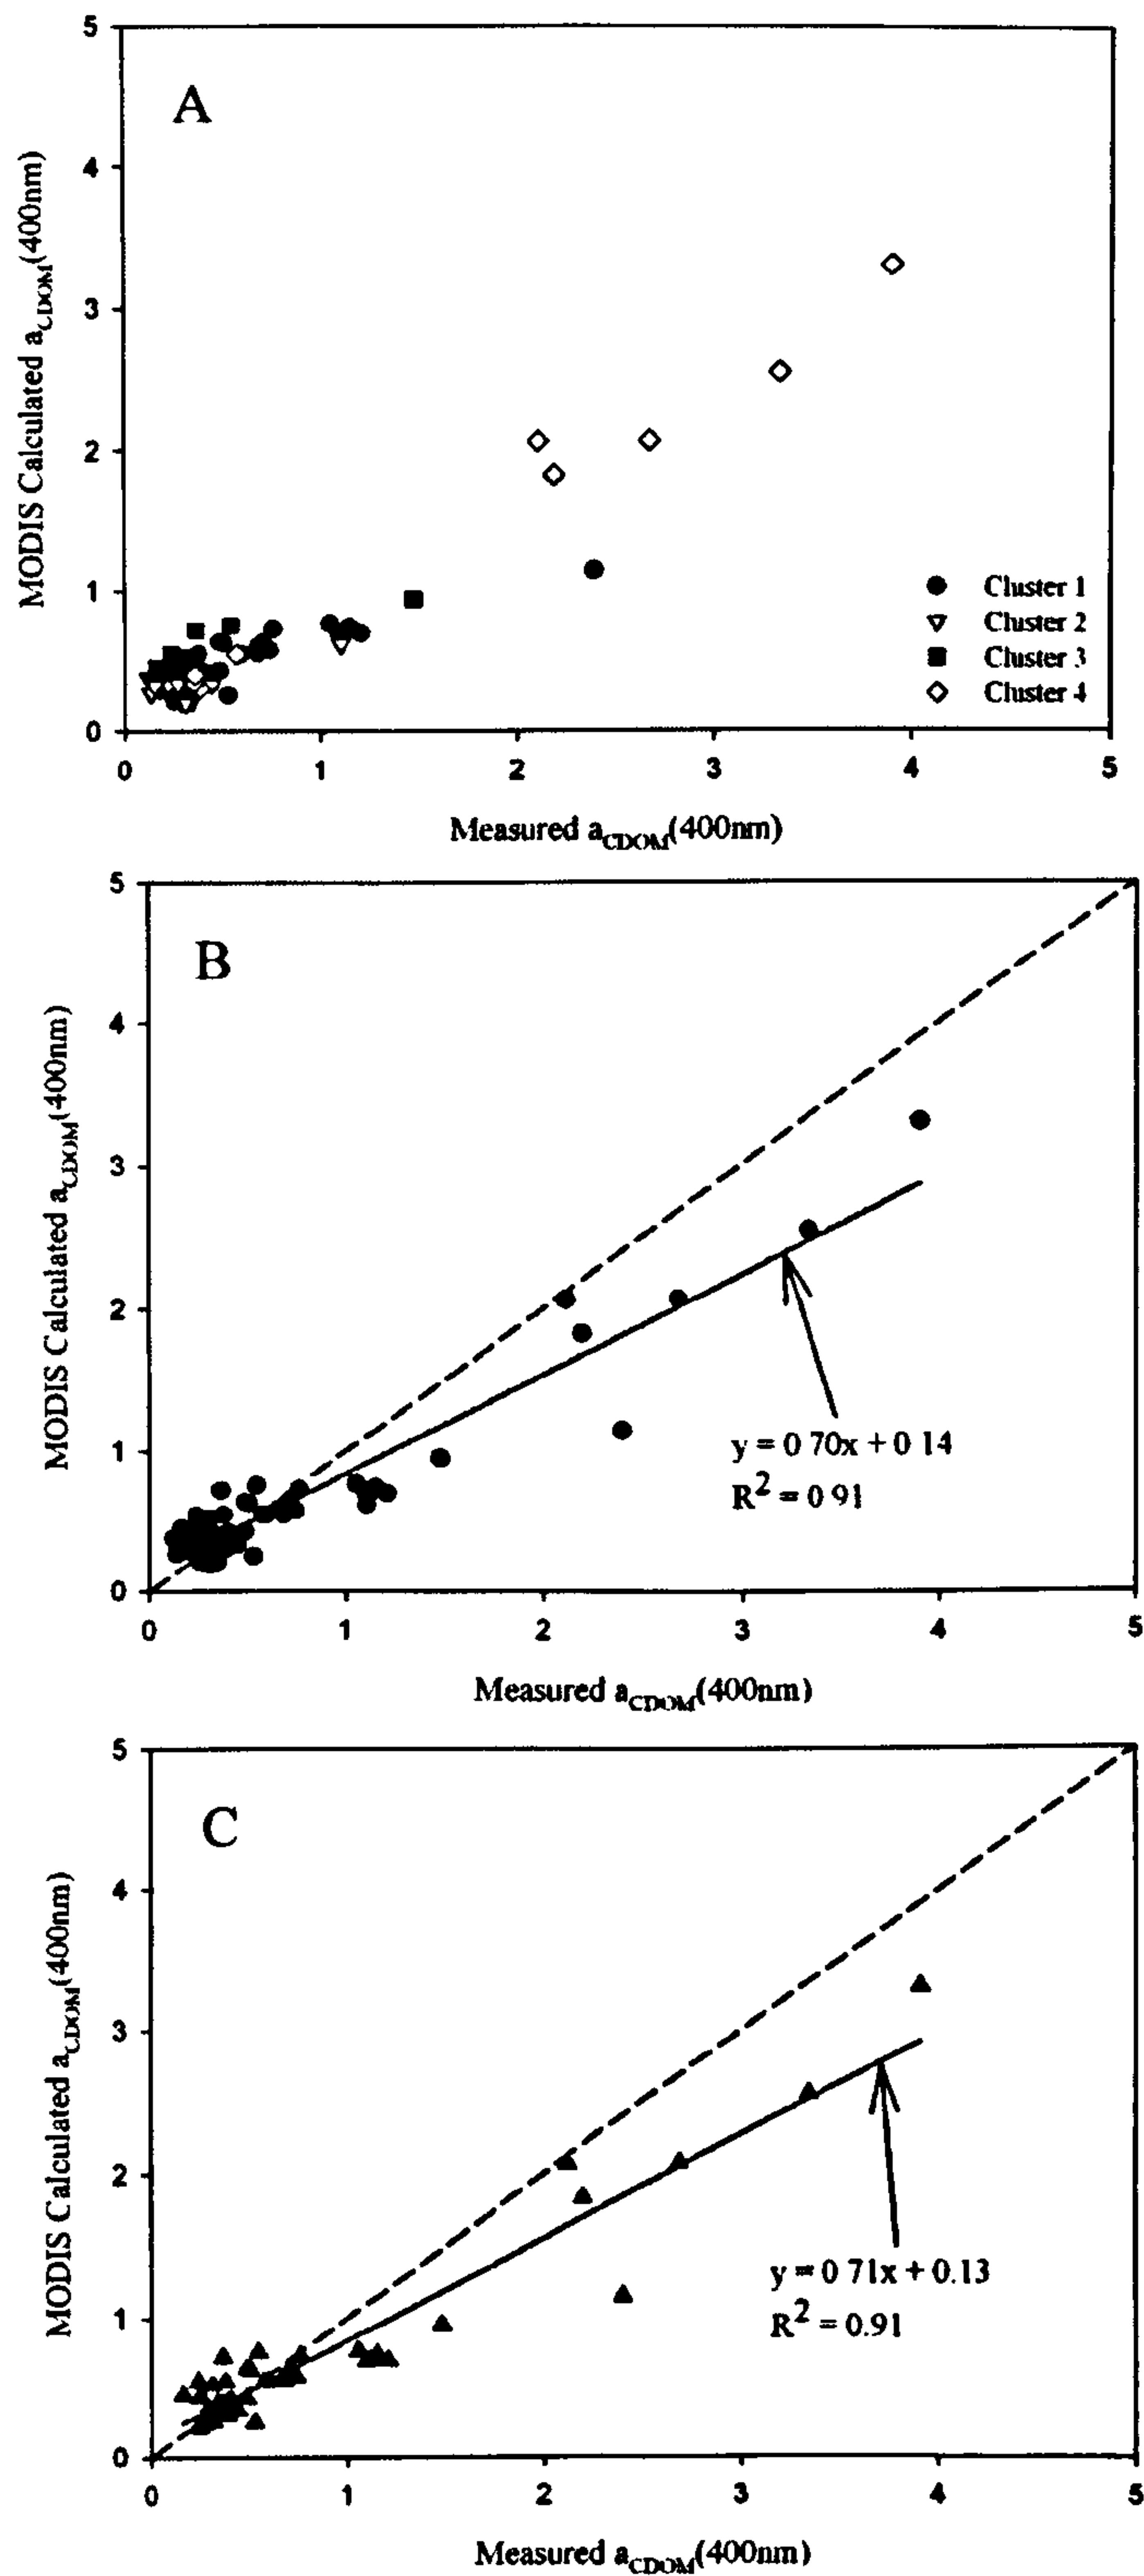 A
5
4
3
2
1
0
MODIS Calculated aCDOM(400nm)
Cluster 1
Cluster 2
Cluster 3
Cluster 4
0 1 2 3 4 5
Measured aCDOM(400nm)
B
5
4
3
2
1
0
MODIS Calculated aCDOM(400nm)
y = 0 70x + 0 14
R2 = 0 91
0 1 2 3 4 5
Measured aCDOM(400nm)
C
5
4
3
2
1
0
MODIS Calculated aCDOM(400nm)
y = 0 71x + 0.13
R2 = 0.91
0 1 2 3 4 5
Measured aCDOM(400nm)